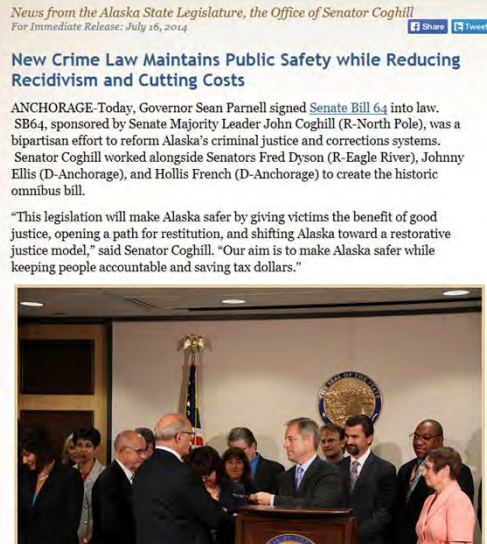 News from the Alaska State Legislature, the Office of Senator Coghill
For Immediate Release: July 16, 2014
Share
Tweet
New Crime Law Maintains Public Safety while Reducing
Recidivism and Cutting Costs
ANCHORAGE-Today, Governor Sean Parnell signed Senate Bill 64 into law.
SB64, sponsored by Senate Majority Leader John Coghill (R-North Pole), was a
bipartisan effort to reform Alaska's criminal justice and corrections systems.
Senator Coghill worked alongside Senators Fred Dyson (R-Eagle River), Johnny
Ellis (D-Anchorage), and Hollis French (D-Anchorage) to create the historic
omnibus bill.
“This legislation will make Alaska safer by giving victims the benefit of good
justice, opening a path for restitution, and shifting Alaska toward a restorative
justice model,” said Senator Coghill. “Our aim is to make Alaska safer while
keeping people accountable and saving tax dollars.”